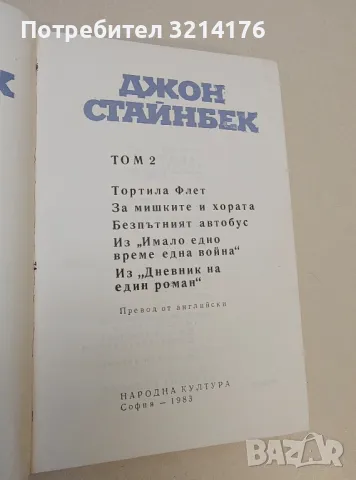 Потребител 3214176
К
ДЖОН
СТАЙНБЕК
ТОМ 2
Тортила Флет
За мишките и хората
Безпътният автобус
Из „Имало едно
време една война“
Из „Дневник на
един роман“
Превод от английски
НАРОДНА КУЛТУРА
София — 1983
BAZAR